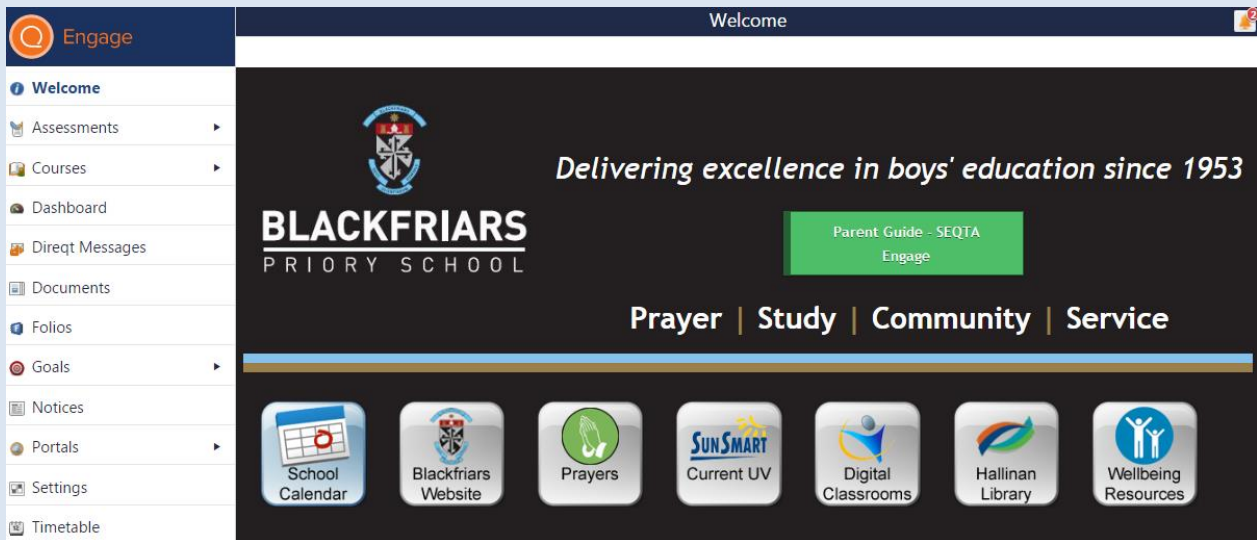 Engage
Welcome
2
Welcome
Assessments
Courses
Dashboard
Direqt Messages
Documents
Folios
Goals
Notices
Portals
Settings
Timetable
BLACKFRIARS
PRIORY SCHOOL
Delivering excellence in boys' education since 1953
Parent Guide - SEQTA
Engage
Prayer | Study | Community | Service
School
Calendar
Blackfriars
Website
Prayers
SUNSMART
Current UV
Digital
Classrooms
Hallinan
Library
Wellbeing
Resources